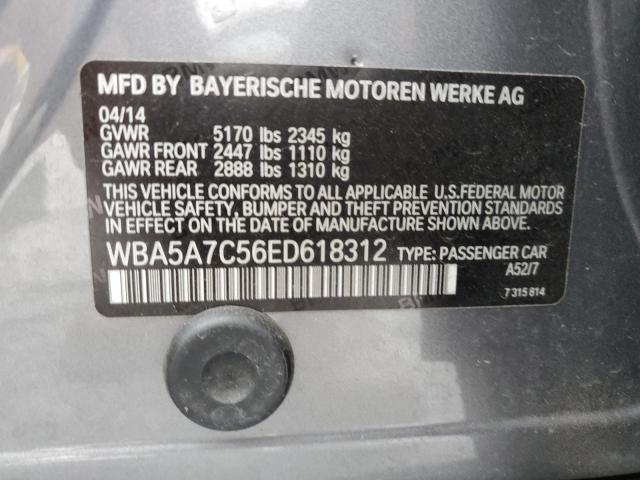 MFD BY BAYERISCHE MOTOREN WERKE AG
04/14
GVWR 5170 lbs 2345 kg
GAWR FRONT 2447 lbs 1110 kg
GAWR REAR 2888 lbs 1310 kg
THIS VEHICLE CONFORMS TO ALL APPLICABLE U.S.FEDERAL MOTOR
VEHICLE SAFETY, BUMPER AND THEFT PREVENTION STANDARDS
IN EFFECT ON THE DATE OF MANUFACTURE SHOWN ABOVE.
WBA5A7C56ED618312 TYPE: PASSENGER CAR
A52/7
7 315 814